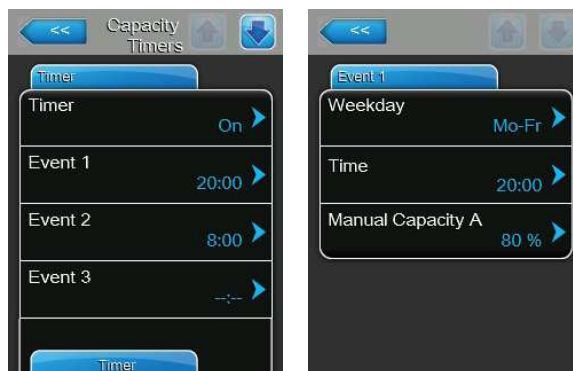 <<
Capacity
Timers
Timer
Timer
On
Event 1
20:00
Event 2
8:00
Event 3
--:--
Timer
<<
Event 1
Weekday
Mo-Fr
Time
20:00
Manual Capacity A
80 %